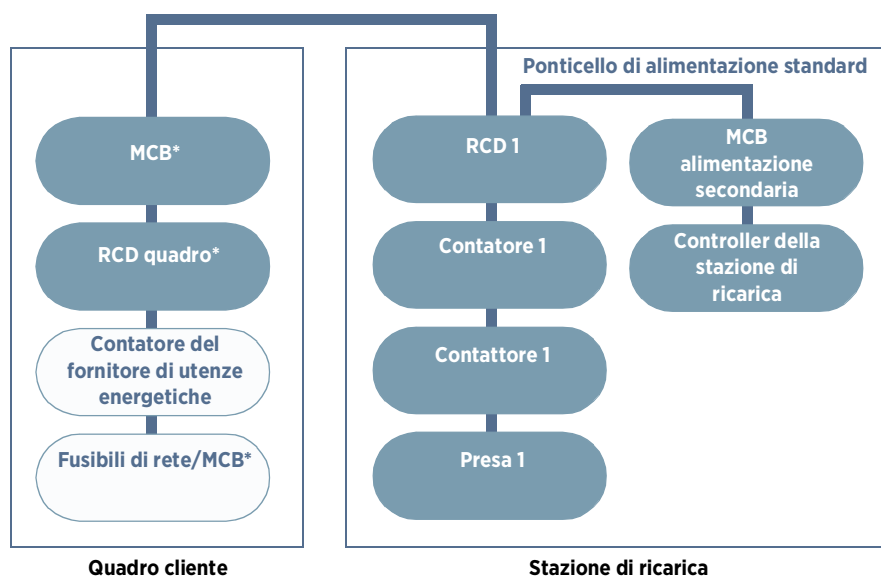 Ponticello di alimentazione standard
MCB*
RCD quadro*
Contatore del
fornitore di utenze
energetiche
Fusibili di rete/MCB*
RCD 1
Contatore 1
Contattore 1
Presa 1
MCB
alimentazione
secondaria
Controller della
stazione di
ricarica
Quadro cliente
Stazione di ricarica